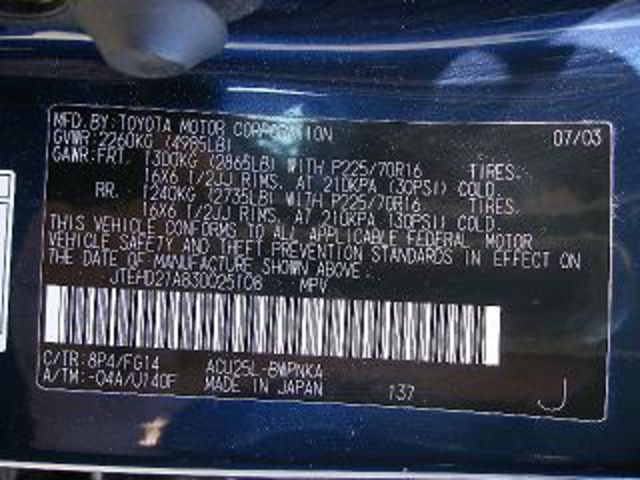 MFD. BY: TOYOTA MOTOR CORPORATION 07/03
GVWR: 2260KG (4985LB)
GAWR: FRT. 1300KG (2865LB) WITH P225/70R16 TIRES.
16X6 1/2JJ RIMS. AT 210KPA (30PSI) COLD.
RR. 1240KG (2735LB) WITH P225/70R16 TIRES.
16X6 1/2JJ RIMS. AT 210KPA (30PSI) COLD.
THIS VEHICLE CONFORMS TO ALL APPLICABLE FEDERAL MOTOR
VEHICLE SAFETY AND THEFT PREVENTION STANDARDS IN EFFECT ON
THE DATE OF MANUFACTURE SHOWN ABOVE.
MPV
C/TR: 8P4/FG14 ACU25L-BWPNKA
A/TM: -04A/U140F MADE IN JAPAN 137 J